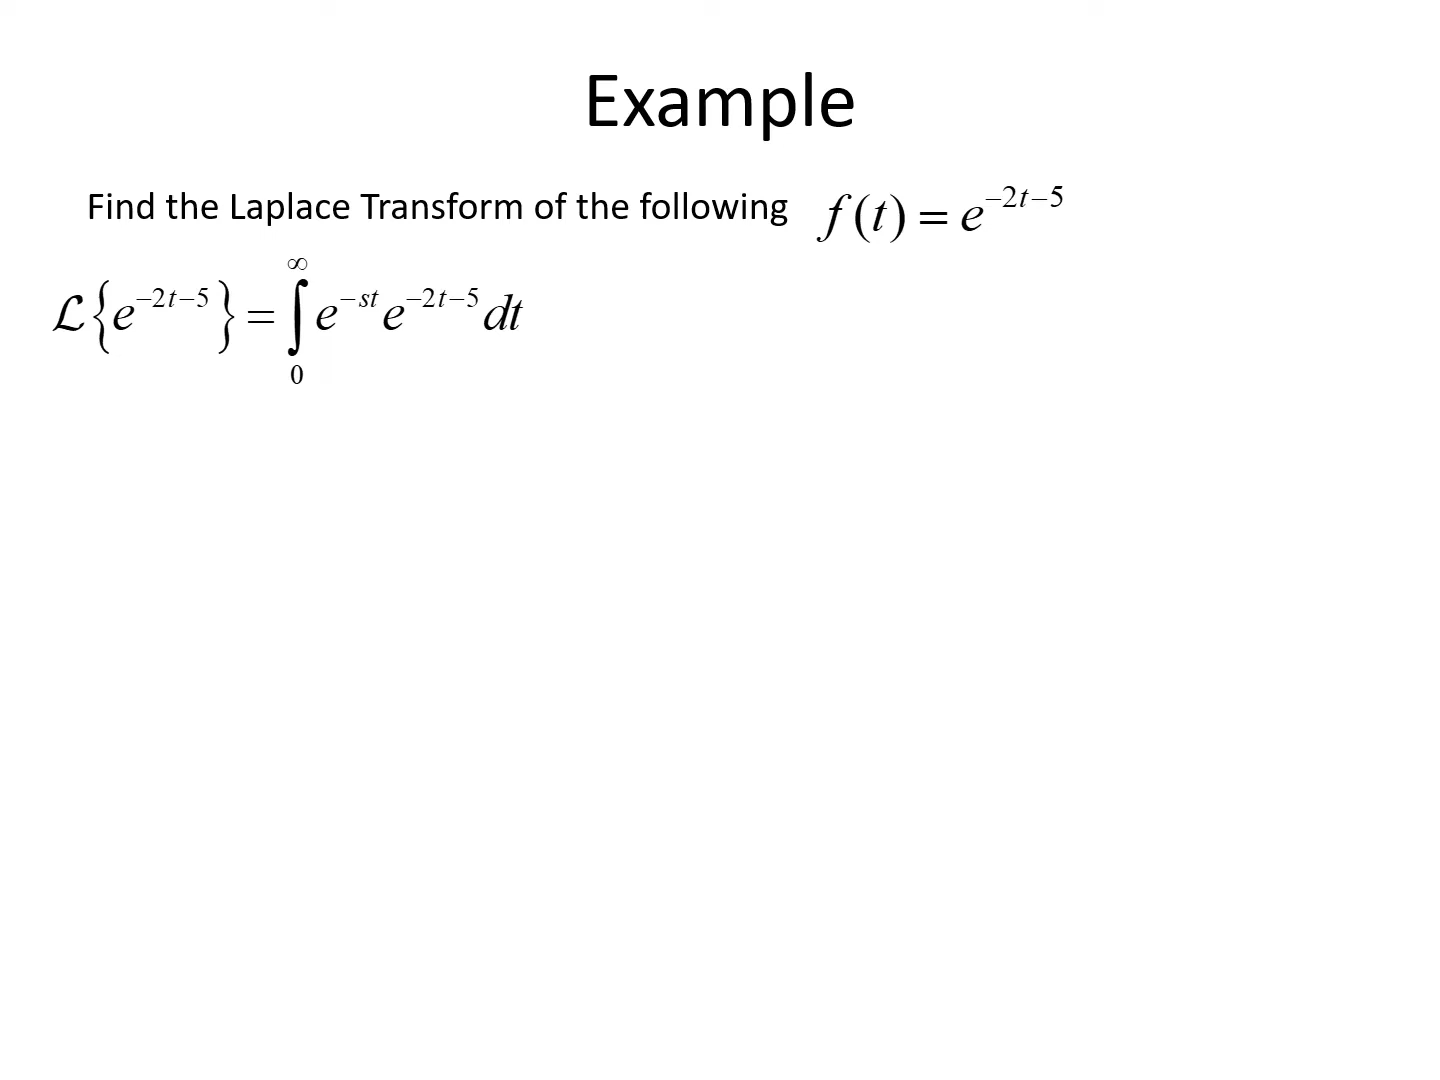 Example
Find the Laplace Transform of the following f(t) = e^{-2t-5}
ℒ{e^{-2t-5}} = ∫_0^∞ e^{-st} e^{-2t-5} dt